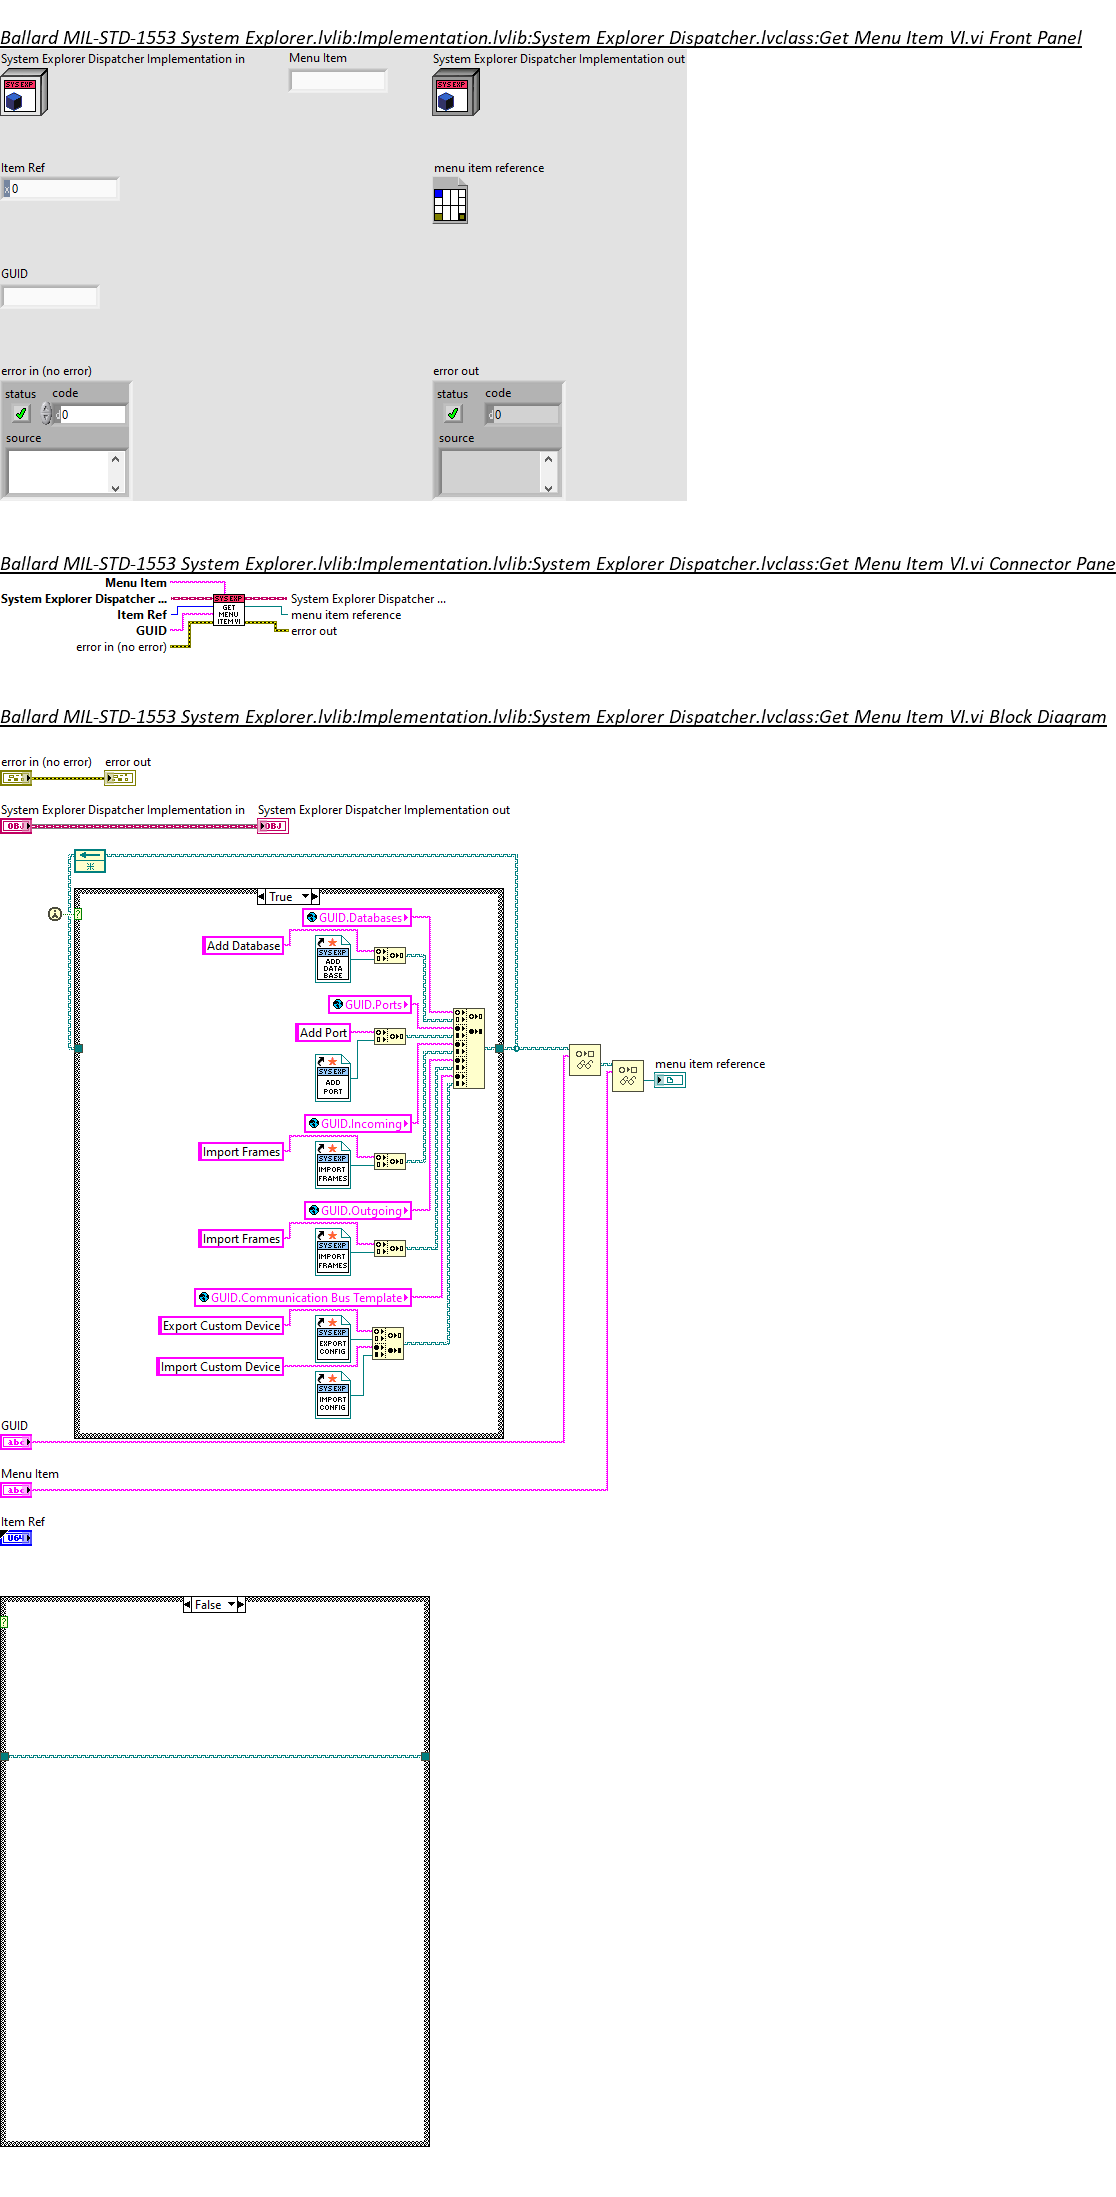 Ballard MIL-STD-1553 System Explorer.lvlib:Implementation.lvlib:System Explorer Dispatcher.lvclass:Get Menu Item VI.vi Front Panel
System Explorer Dispatcher Implementation in
Menu Item
System Explorer Dispatcher Implementation out
SYS EXP
SYS EXP
Item Ref
menu item reference
x 0
GUID
error in (no error)
error out
status code
status code
d 0
d 0
source
source
Ballard MIL-STD-1553 System Explorer.lvlib:Implementation.lvlib:System Explorer Dispatcher.lvclass:Get Menu Item VI.vi Connector Pane
Menu Item
System Explorer Dispatcher ...
SYS EXP
System Explorer Dispatcher ...
Item Ref
GET MENU ITEM VI
menu item reference
GUID
error out
error in (no error)
Ballard MIL-STD-1553 System Explorer.lvlib:Implementation.lvlib:System Explorer Dispatcher.lvclass:Get Menu Item VI.vi Block Diagram
error in (no error)
error out
System Explorer Dispatcher Implementation in
System Explorer Dispatcher Implementation out
OBJ
OBJ
True
?
GUID.Databases
Add Database
SYS EXP
ADD
DATA
BASE
GUID.Ports
Add Port
SYS EXP
ADD
PORT
menu item reference
GUID.Incoming
Import Frames
SYS EXP
IMPORT
FRAMES
GUID.Outgoing
Import Frames
SYS EXP
IMPORT
FRAMES
GUID.Communication Bus Template
Export Custom Device
SYS EXP
EXPORT
CONFIG
Import Custom Device
SYS EXP
IMPORT
CONFIG
GUID
abc
Menu Item
abc
Item Ref
U64
False
?